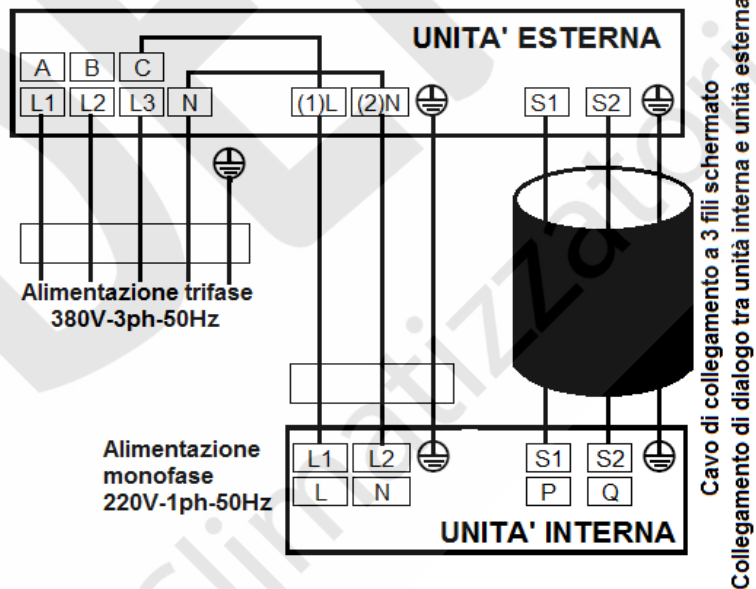 UNITA' ESTERNA
A B C
L1 L2 L3 N (1)L (2)N S1 S2
Alimentazione trifase
380V-3ph-50Hz
Alimentazione
monofase
220V-1ph-50Hz
L1 L2 S1 S2
L N P Q
UNITA' INTERNA
Cavo di collegamento a 3 fili schermato
Collegamento di dialogo tra unità interna e unità esterna